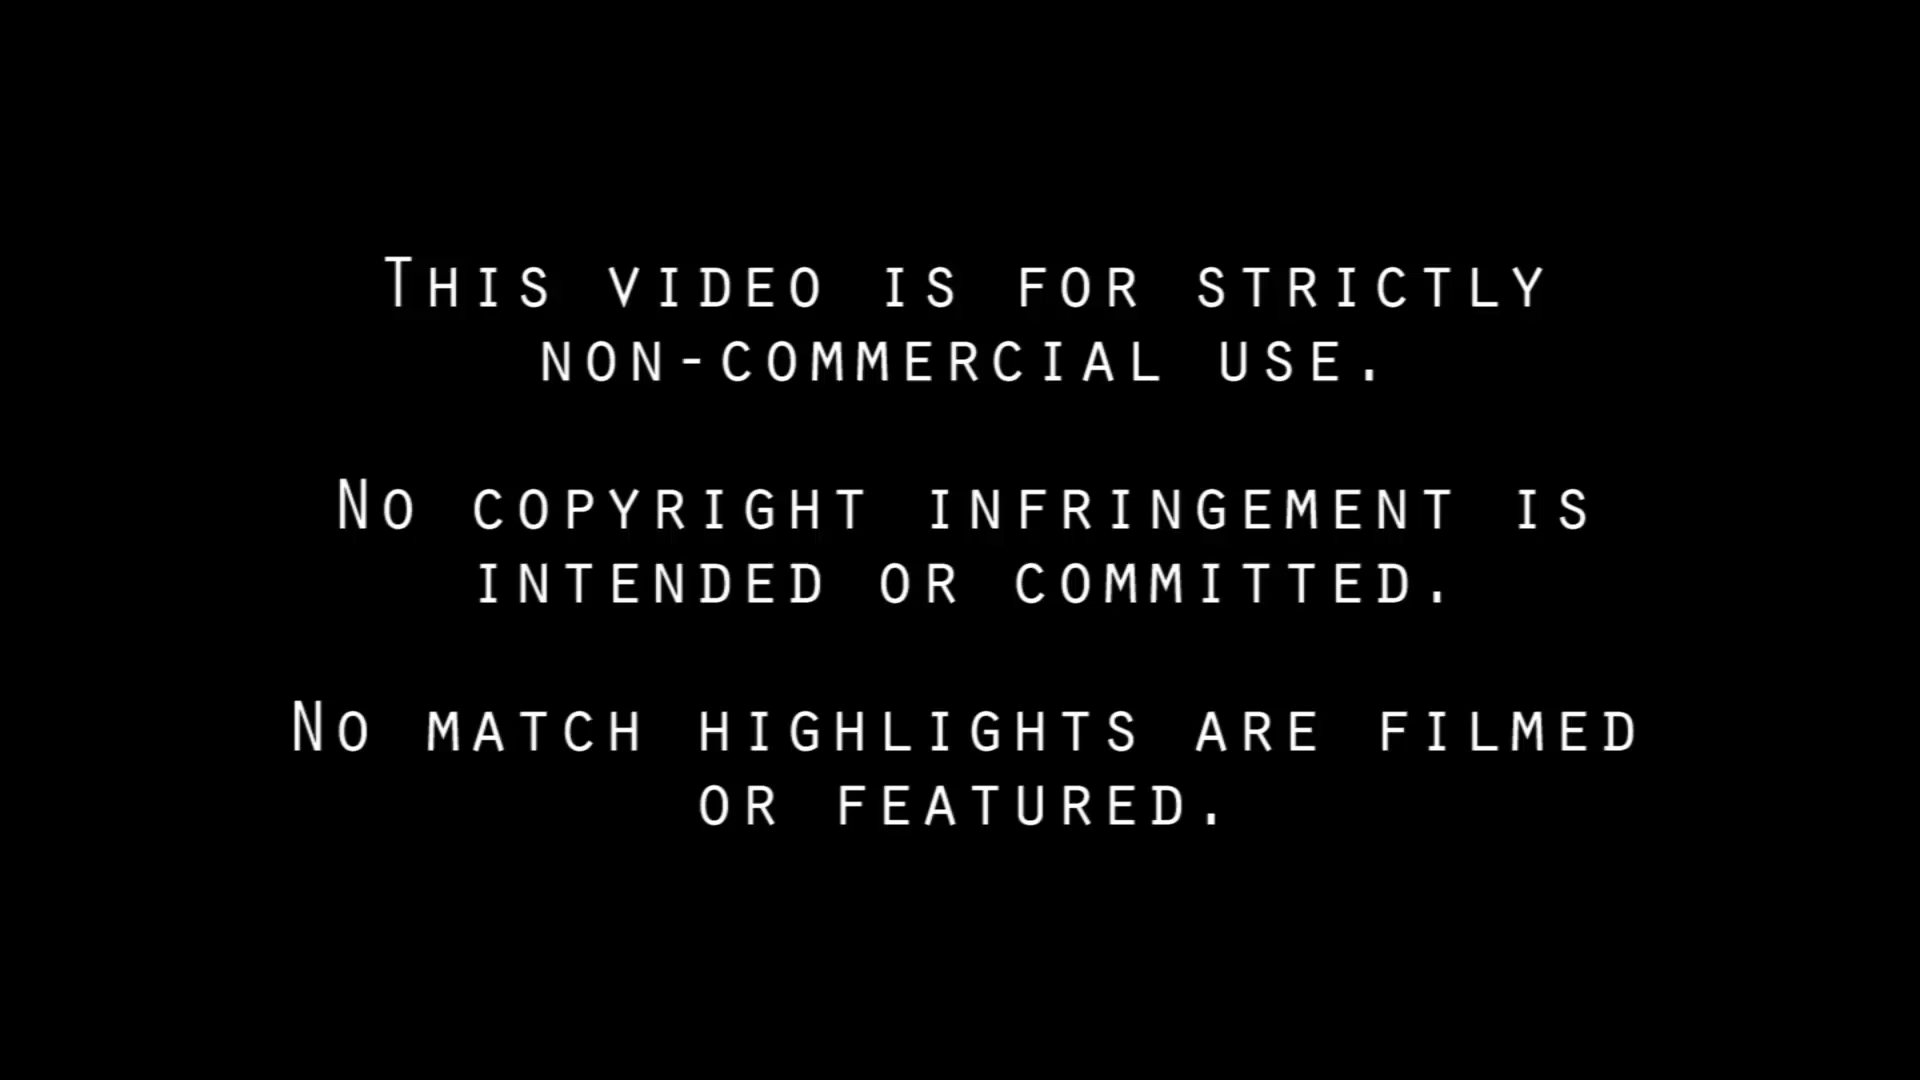 This video is for strictly
non-commercial use.
No copyright infringement is
intended or committed.
No match highlights are filmed
or featured.